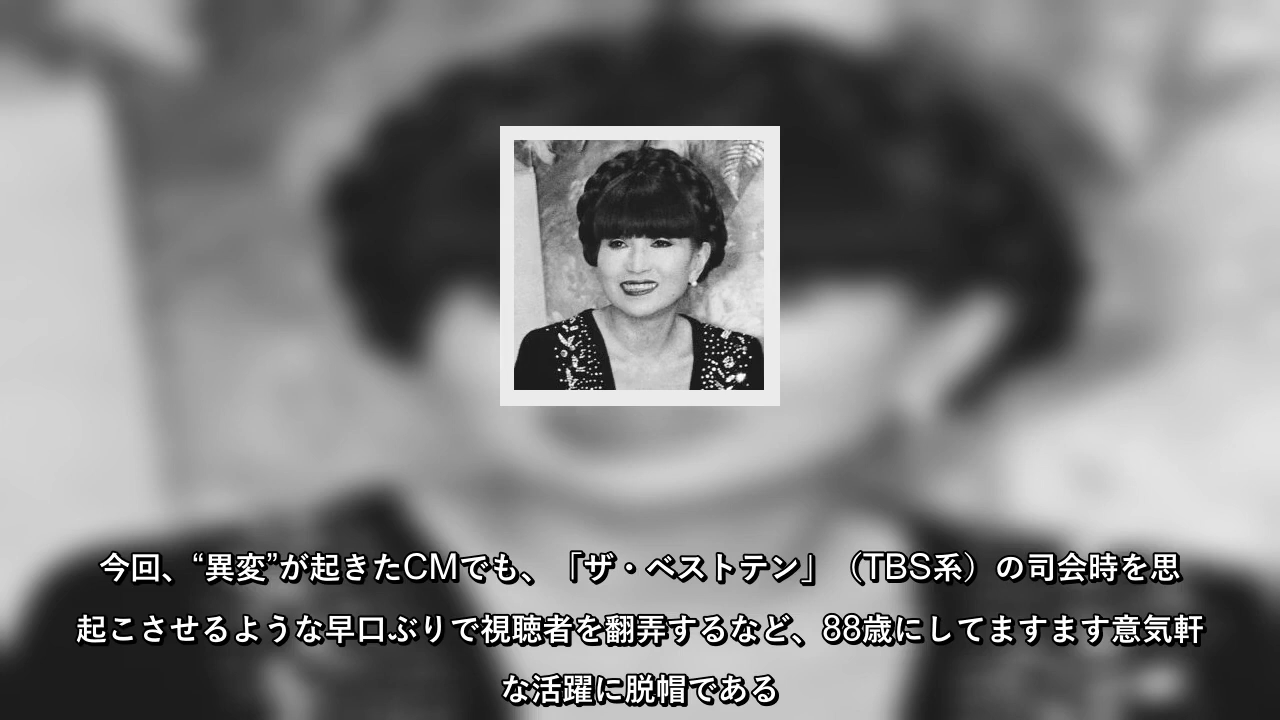 今回、“異変”が起きたCMでも、「ザ・ベストテン」（TBS系）の司会時を思
起こさせるような早口ぶりで視聴者を翻弄するなど、88歳にしてますます意気軒
な活躍に脱帽である